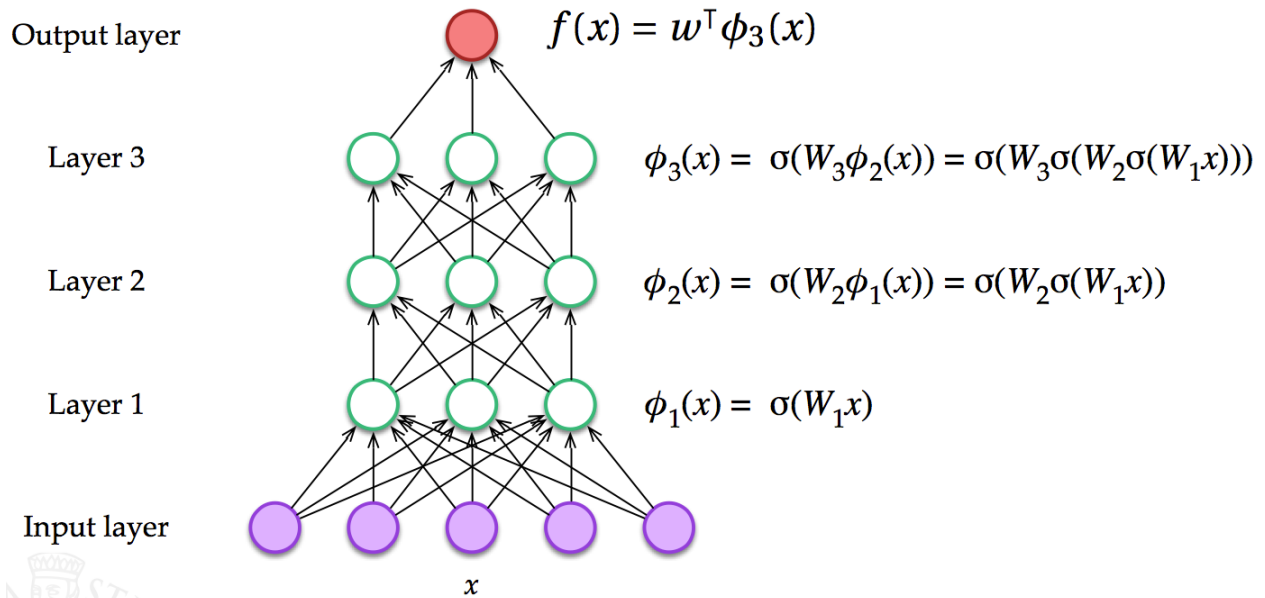 Output layer f(x) = w⊤ϕ₃(x)
Layer 3 ϕ₃(x) = σ(W₃ϕ₂(x)) = σ(W₃σ(W₂σ(W₁x)))
Layer 2 ϕ₂(x) = σ(W₂ϕ₁(x)) = σ(W₂σ(W₁x))
Layer 1 ϕ₁(x) = σ(W₁x)
Input layer
x